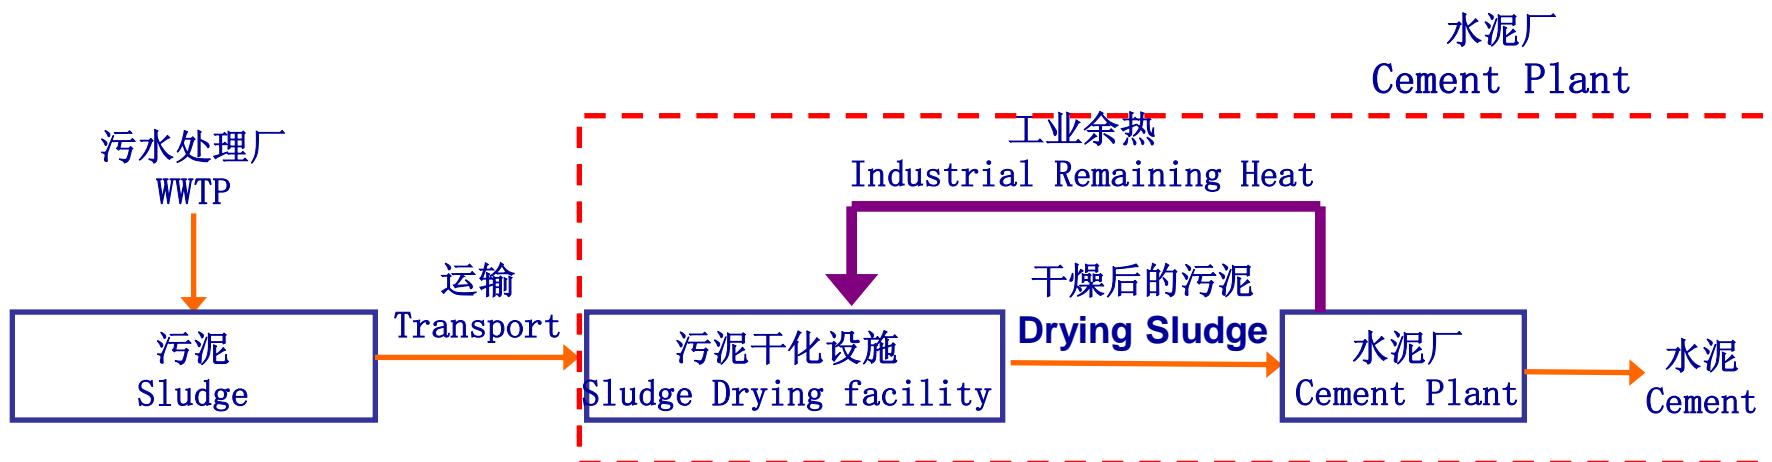 水泥厂
Cement Plant
污水处理厂
WWTP
工业余热
Industrial Remaining Heat
运输
Transport
干燥后的污泥
Drying Sludge
污泥
Sludge
污泥干化设施
Sludge Drying facility
水泥厂
Cement Plant
水泥
Cement